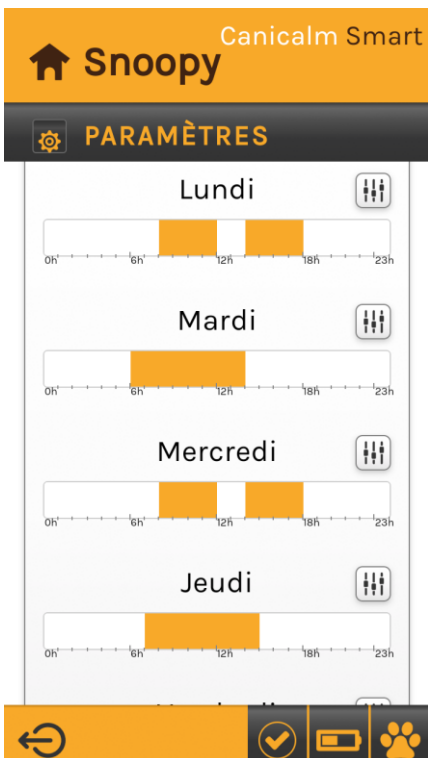 Canicalm Smart
Snoopy
PARAMÈTRES
Lundi
0h 6h 12h 18h 23h
Mardi
0h 6h 12h 18h 23h
Mercredi
0h 6h 12h 18h 23h
Jeudi
0h 6h 12h 18h 23h